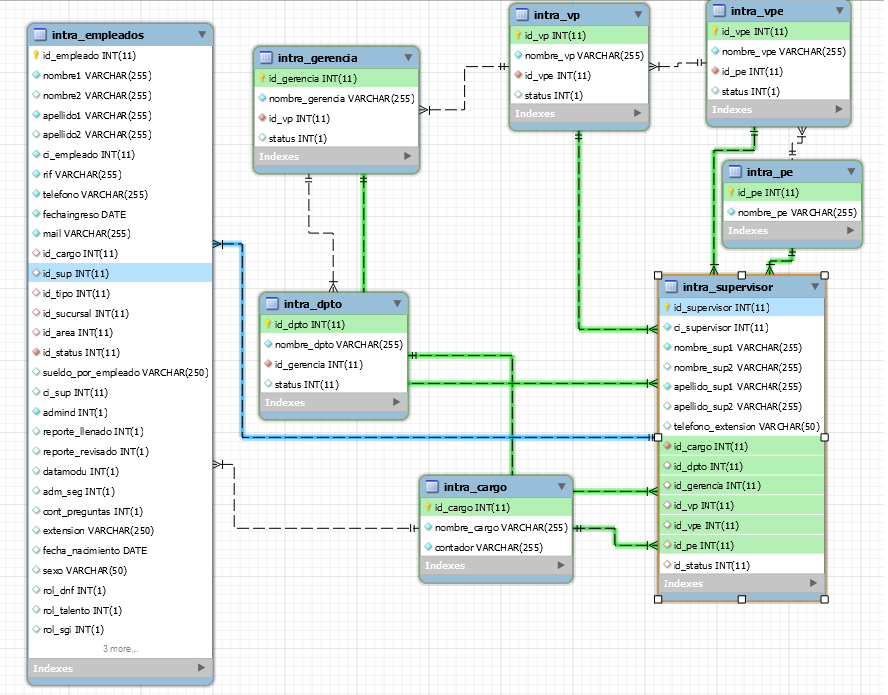 intra_empleados
id_empleado INT(11)
nombre1 VARCHAR(255)
nombre2 VARCHAR(255)
apellido1 VARCHAR(255)
apellido2 VARCHAR(255)
ci_empleado INT(11)
rif VARCHAR(255)
telefono VARCHAR(255)
fechaingreso DATE
mail VARCHAR(255)
id_cargo INT(11)
id_sup INT(11)
id_tipo INT(11)
id_sucursal INT(11)
id_area INT(11)
id_status INT(11)
sueldo_por_empleado VARCHAR(250)
ci_sup INT(11)
admind INT(1)
reporte_llenado INT(1)
reporte_revisado INT(1)
datamodu INT(1)
adm_seg INT(1)
cont_preguntas INT(1)
extension VARCHAR(250)
fecha_nacimiento DATE
sexo VARCHAR(50)
rol_dnf INT(1)
rol_talento INT(1)
rol_sgi INT(1)
3 more...
Indexes
intra_gerencia
id_gerencia INT(11)
nombre_gerencia VARCHAR(255)
id_vp INT(11)
status INT(1)
Indexes
intra_vp
id_vp INT(11)
nombre_vp VARCHAR(255)
id_vpe INT(11)
status INT(1)
Indexes
intra_vpe
id_vpe INT(11)
nombre_vpe VARCHAR(255)
id_pe INT(11)
status INT(1)
Indexes
intra_pe
id_pe INT(11)
nombre_pe VARCHAR(255)
Indexes
intra_dpto
id_dpto INT(11)
nombre_dpto VARCHAR(255)
id_gerencia INT(11)
status INT(11)
Indexes
intra_supervisor
id_supervisor INT(11)
ci_supervisor INT(11)
nombre_sup1 VARCHAR(255)
nombre_sup2 VARCHAR(255)
apellido_sup1 VARCHAR(255)
apellido_sup2 VARCHAR(255)
telefono_extension VARCHAR(50)
id_cargo INT(11)
id_dpto INT(11)
id_gerencia INT(11)
id_vp INT(11)
id_vpe INT(11)
id_pe INT(11)
id_status INT(11)
Indexes
intra_cargo
id_cargo INT(11)
nombre_cargo VARCHAR(255)
contador VARCHAR(255)
Indexes